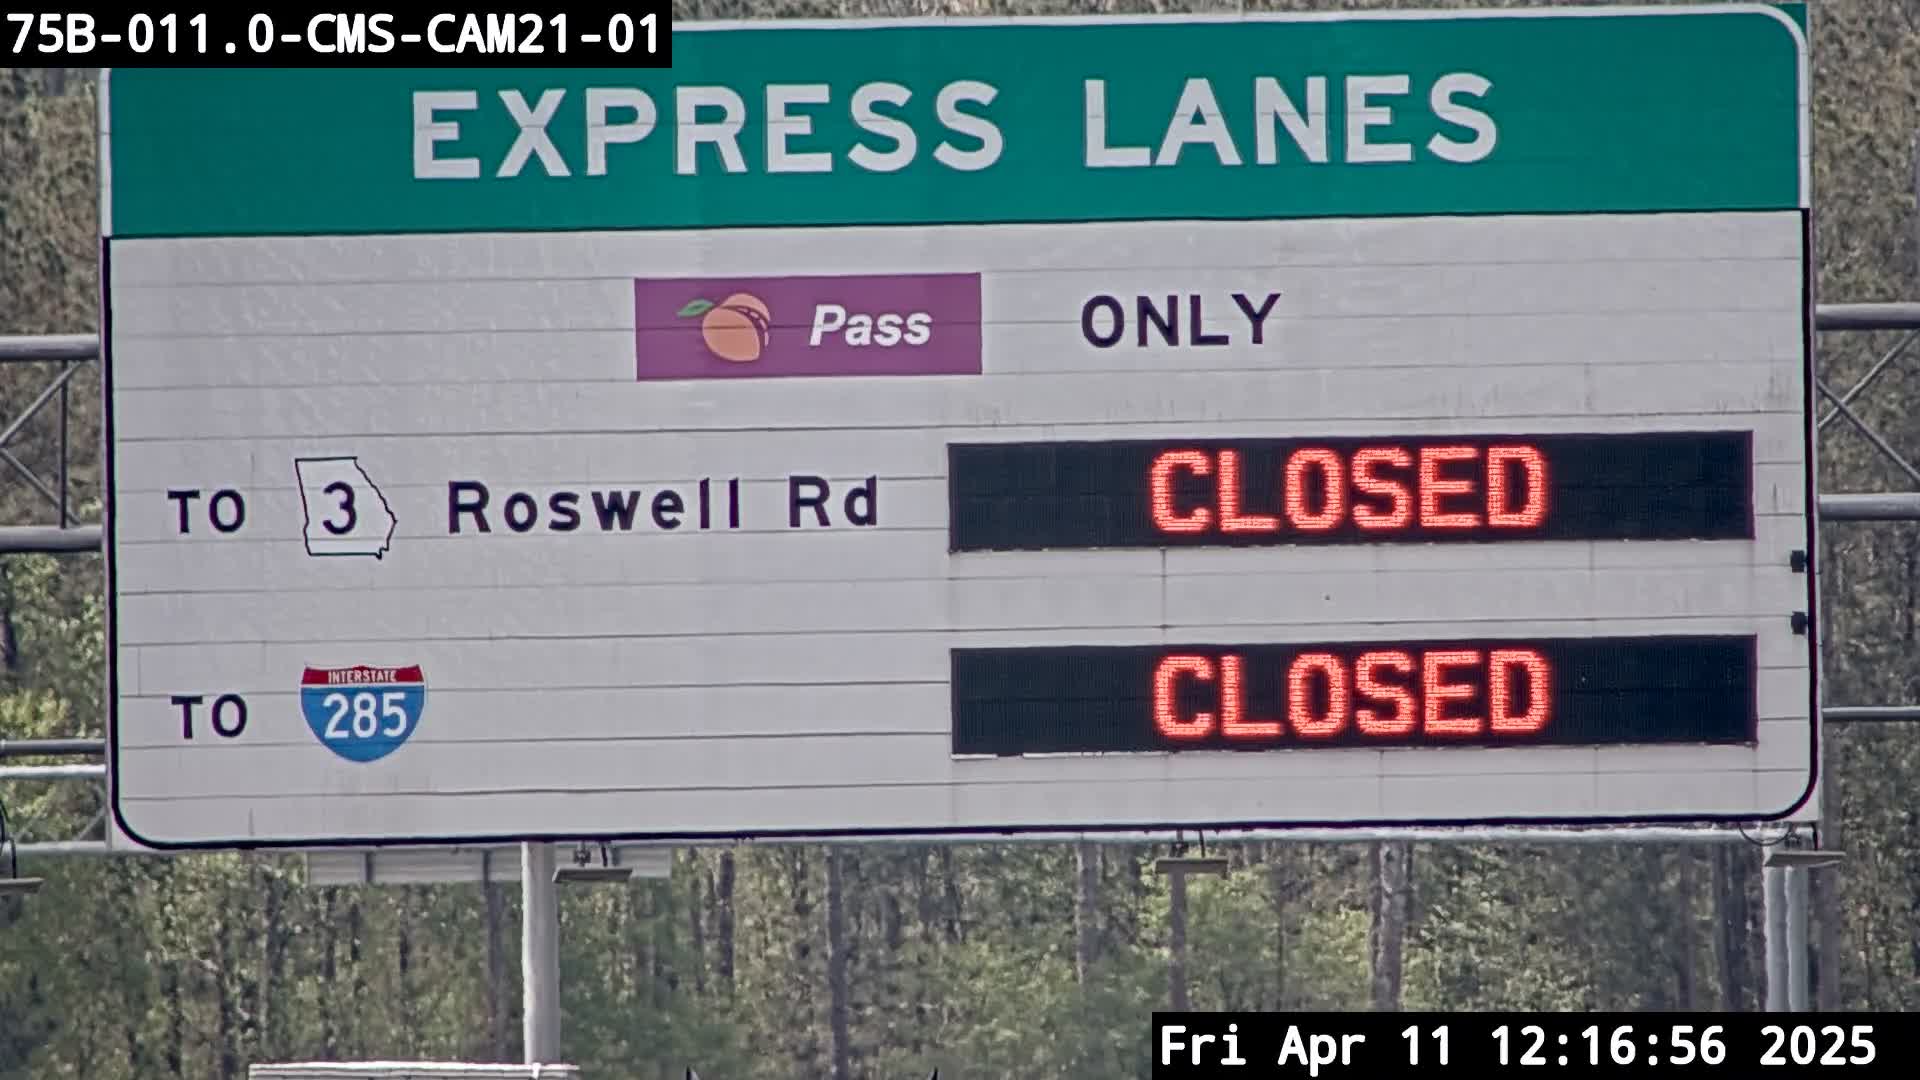 75B-011.0-CMS-CAM21-01
EXPRESS LANES
Pass ONLY
TO 3 Roswell Rd CLOSED
INTERSTATE
TO 285 CLOSED
Fri Apr 11 12:16:56 2025